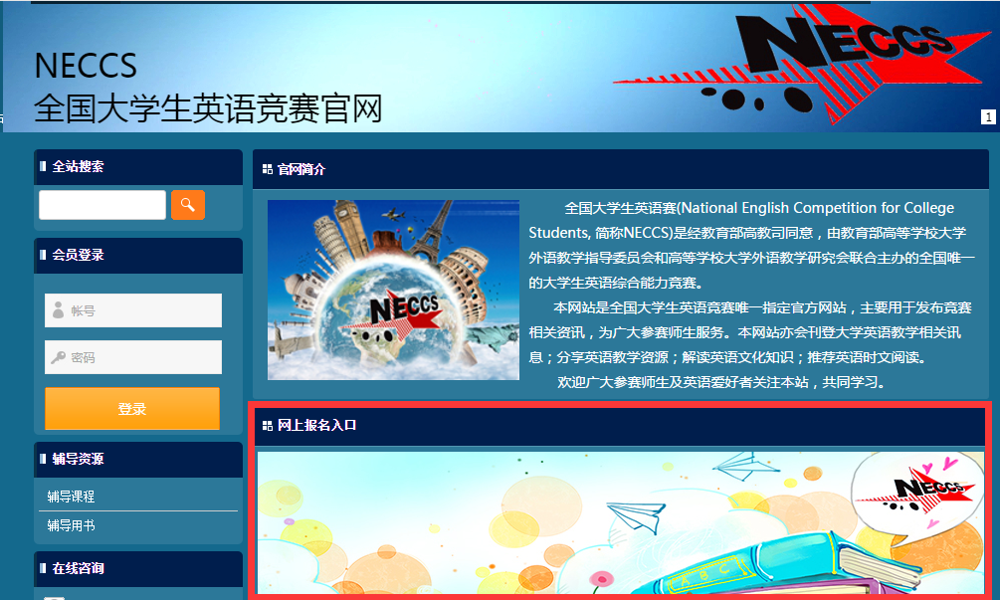 NECCS
NECCS
全国大学生英语竞赛官网
1
全站搜索
会员登录
帐号
密码
登录
辅导资源
辅导课程
辅导用书
在线咨询
官网简介
NECCS
全国大学生英语赛(National English Competition for College
Students, 简称NECCS)是经教育部高教司同意，由教育部高等学校大学
外语教学指导委员会和高等学校大学外语教学研究会联合主办的全国唯一
的大学生英语综合能力竞赛。
本网站是全国大学生英语竞赛唯一指定官方网站，主要用于发布竞赛
相关资讯，为广大参赛师生服务。本网站亦会刊登大学英语教学相关讯
息；分享英语教学资源；解读英语文化知识；推荐英语时文阅读。
欢迎广大参赛师生及英语爱好者关注本站，共同学习。
网上报名入口
NECCS
ABC